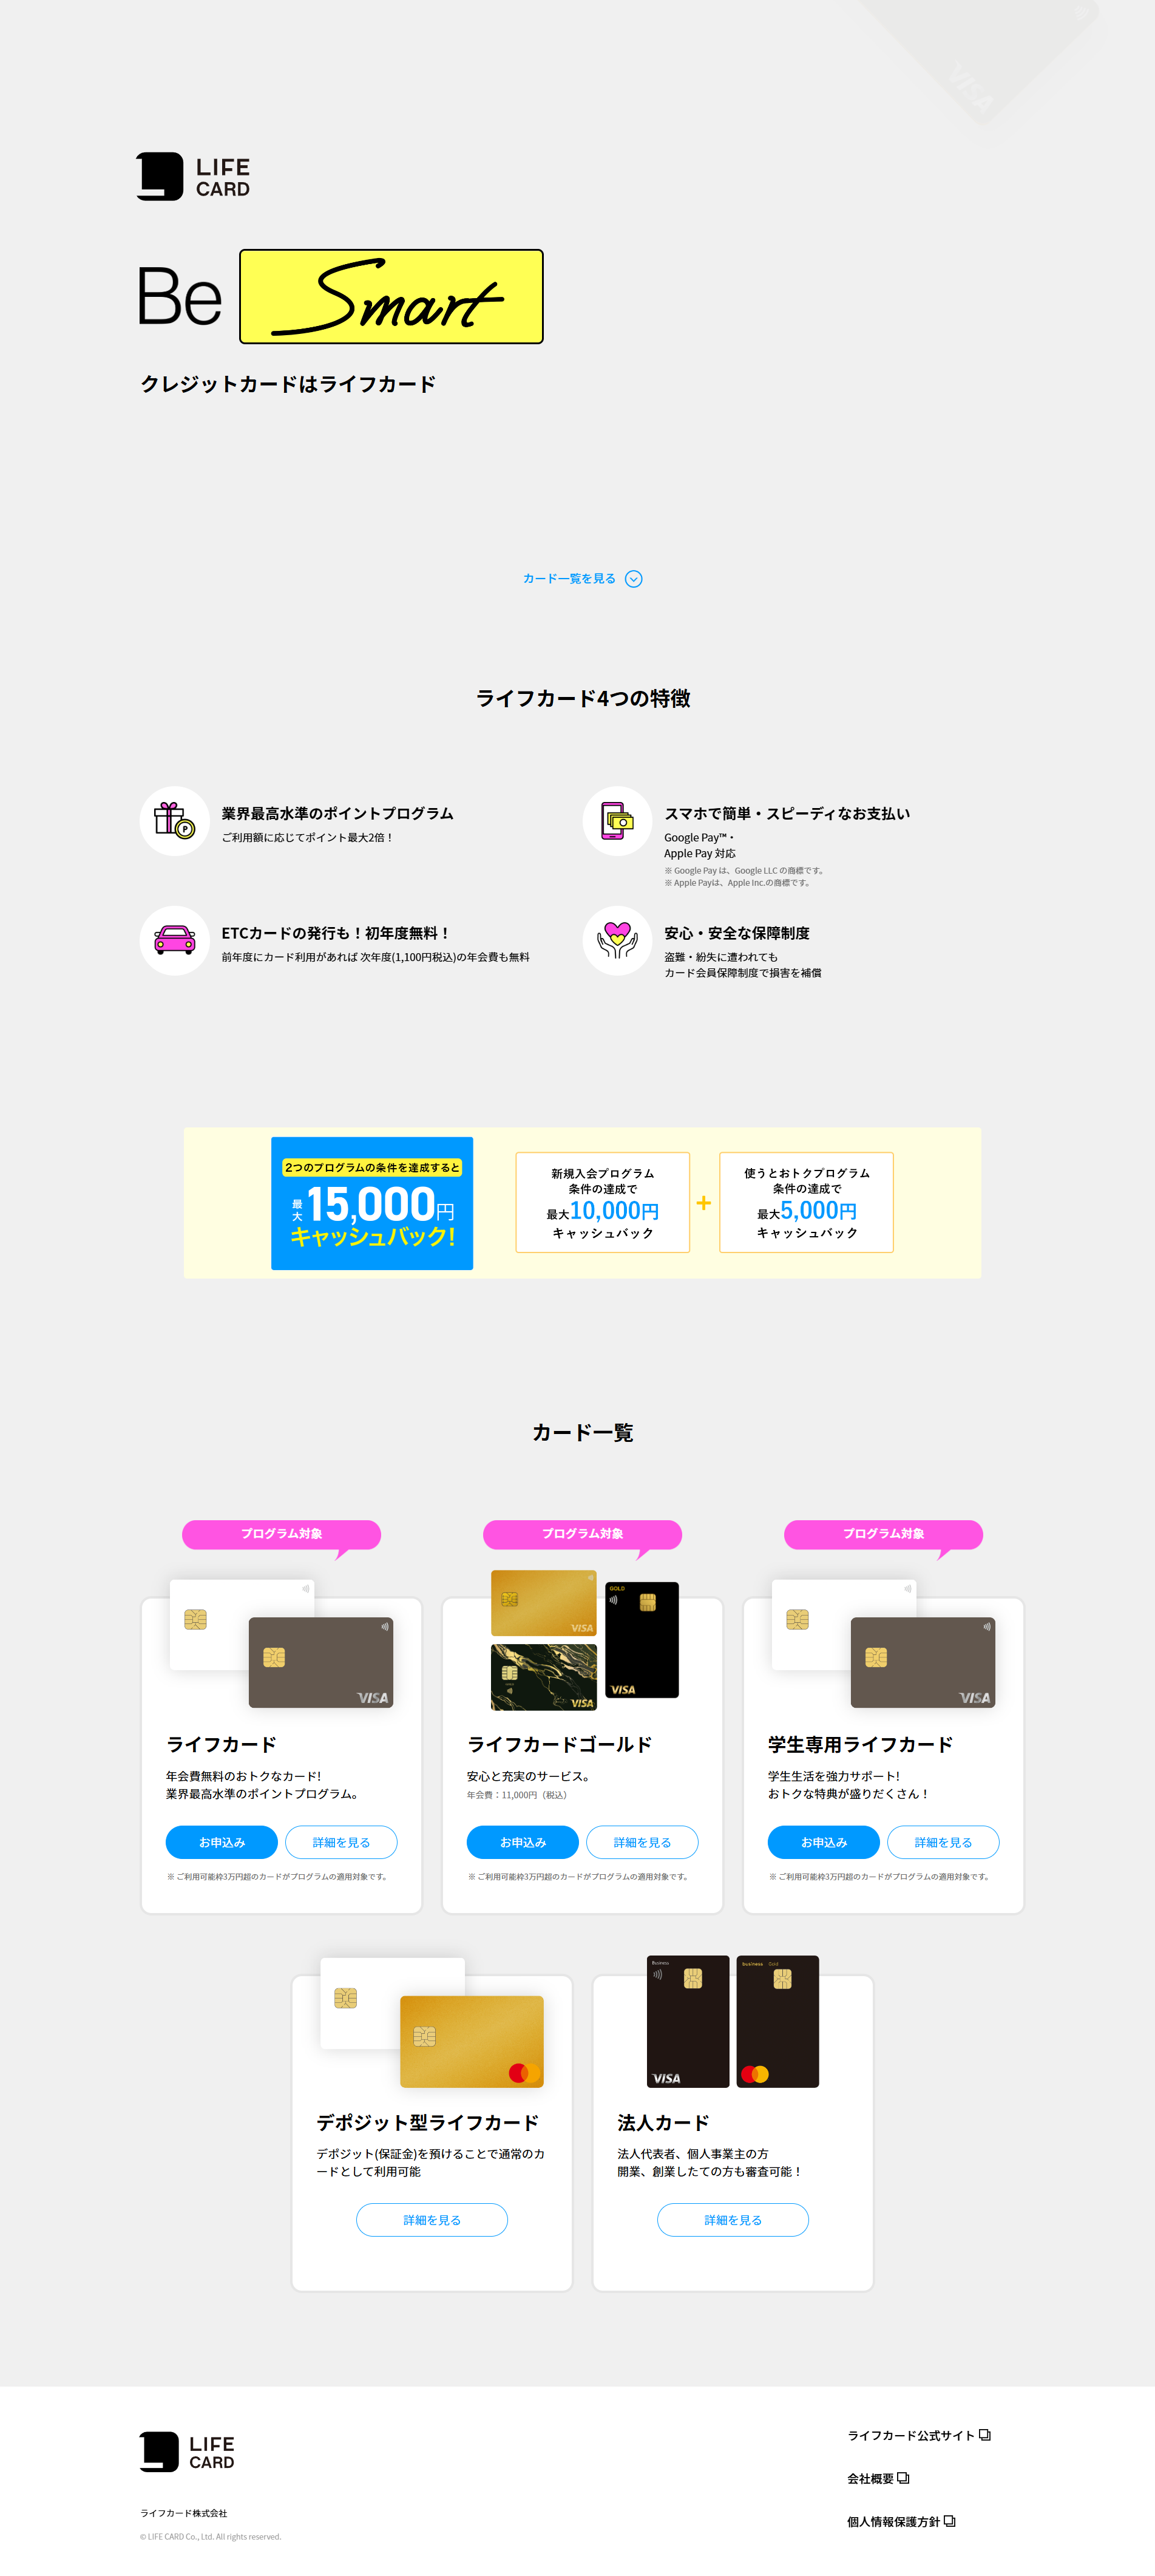 VISA
LIFE
CARD
Be Smart
クレジットカードはライフカード
カード一覧を見る
ライフカード4つの特徴
業界最高水準のポイントプログラム
ご利用額に応じてポイント最大2倍！
スマホで簡単・スピーディなお支払い
Google Pay™・
Apple Pay 対応
※ Google Pay は、Google LLC の商標です。
※ Apple Payは、Apple Inc.の商標です。
ETCカードの発行も！初年度無料！
前年度にカード利用があれば 次年度(1,100円税込)の年会費も無料
安心・安全な保障制度
盗難・紛失に遭われても
カード会員保障制度で損害を補償
2つのプログラムの条件を達成すると
最大15,000円
キャッシュバック！
新規入会プログラム
条件の達成で
最大10,000円
キャッシュバック
+
使うとおトクプログラム
条件の達成で
最大5,000円
キャッシュバック
カード一覧
プログラム対象
VISA
ライフカード
年会費無料のおトクなカード！
業界最高水準のポイントプログラム。
お申込み
詳細を見る
※ ご利用可能枠3万円超のカードがプログラムの適用対象です。
プログラム対象
VISA
GOLD
VISA
VISA
ライフカードゴールド
安心と充実のサービス。
年会費：11,000円（税込）
お申込み
詳細を見る
※ ご利用可能枠3万円超のカードがプログラムの適用対象です。
プログラム対象
VISA
学生専用ライフカード
学生生活を強力サポート！
おトクな特典が盛りだくさん！
お申込み
詳細を見る
※ ご利用可能枠3万円超のカードがプログラムの適用対象です。
デポジット型ライフカード
デポジット(保証金)を預けることで通常のカ
ードとして利用可能
詳細を見る
Business
VISA
business Gold
法人カード
法人代表者、個人事業主の方
開業、創業したての方も審査可能！
詳細を見る
LIFE
CARD
ライフカード株式会社
© LIFE CARD Co., Ltd. All rights reserved.
ライフカード公式サイト
会社概要
個人情報保護方針